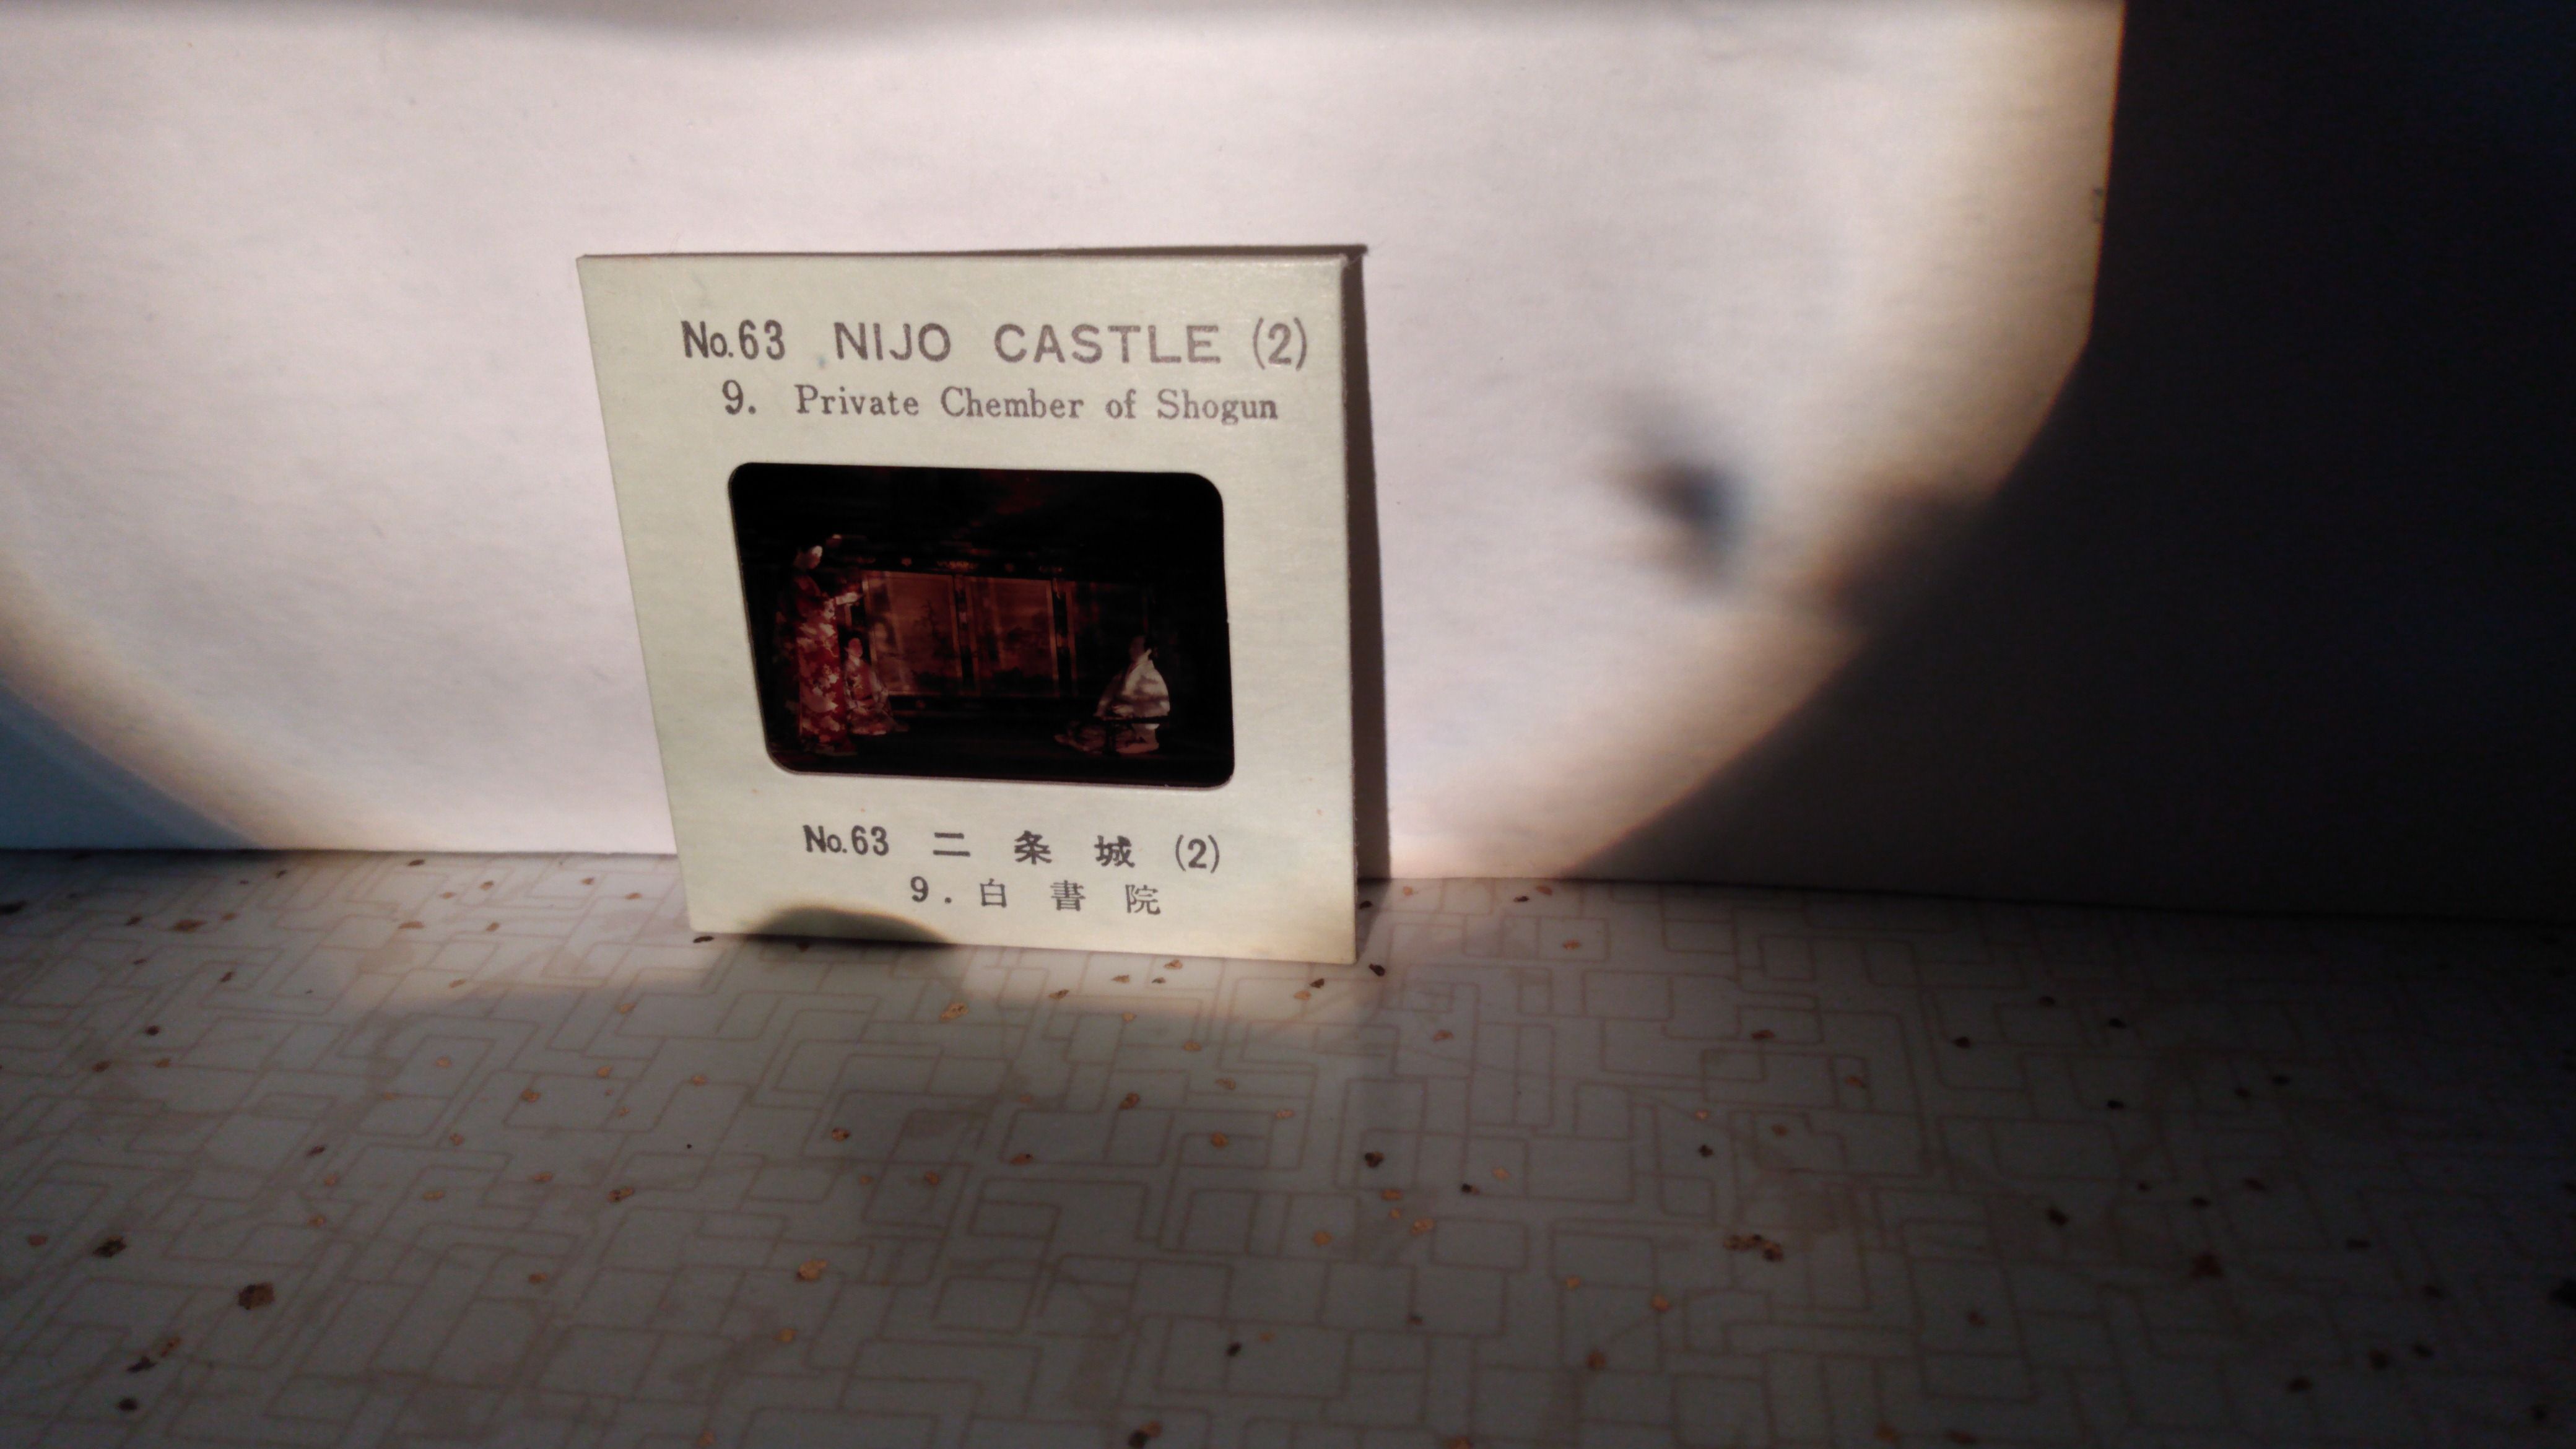 No.63 NIJO CASTLE (2)
9. Private Chember of Shogun
No.63 二条城 (2)
9. 白書院